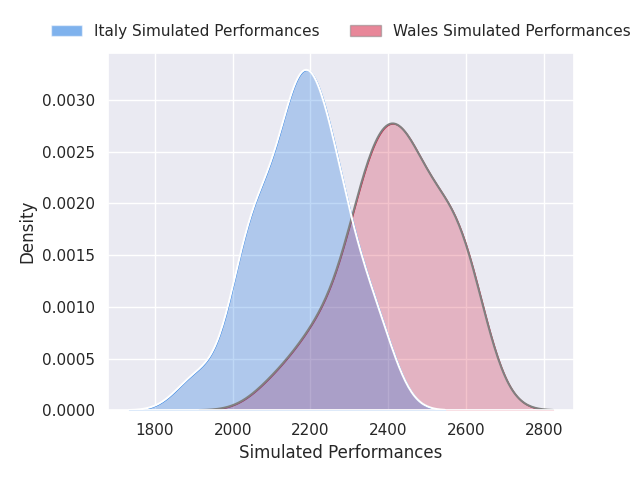 Italy Simulated Performances Wales Simulated Performances
0.0030
0.0025
0.0020
0.0015
0.0010
0.0005
0.0000
Density
1800 2000 2200 2400 2600 2800
Simulated Performances